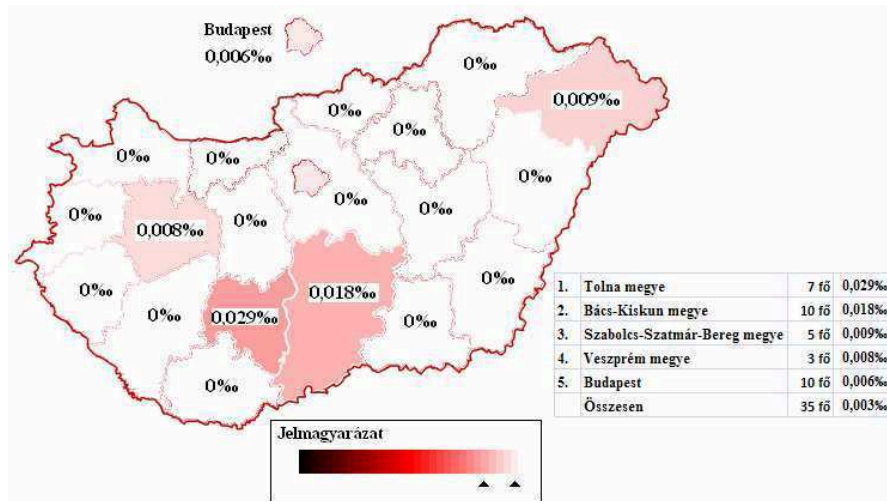 Budapest
0,006‰
0‰
0,009‰
0‰
0‰
0‰
0‰
0‰
0‰
0‰
0‰
0,008‰
0‰
0‰
0‰
0,018‰
0‰
0,029‰
0‰
0‰
1. Tolna megye 7 fő 0,029‰
2. Bács-Kiskun megye 10 fő 0,018‰
3. Szabolcs-Szatmár-Bereg megye 5 fő 0,009‰
4. Veszprém megye 3 fő 0,008‰
5. Budapest 10 fő 0,006‰
Összesen 35 fő 0,003‰
Jelmagyarázat